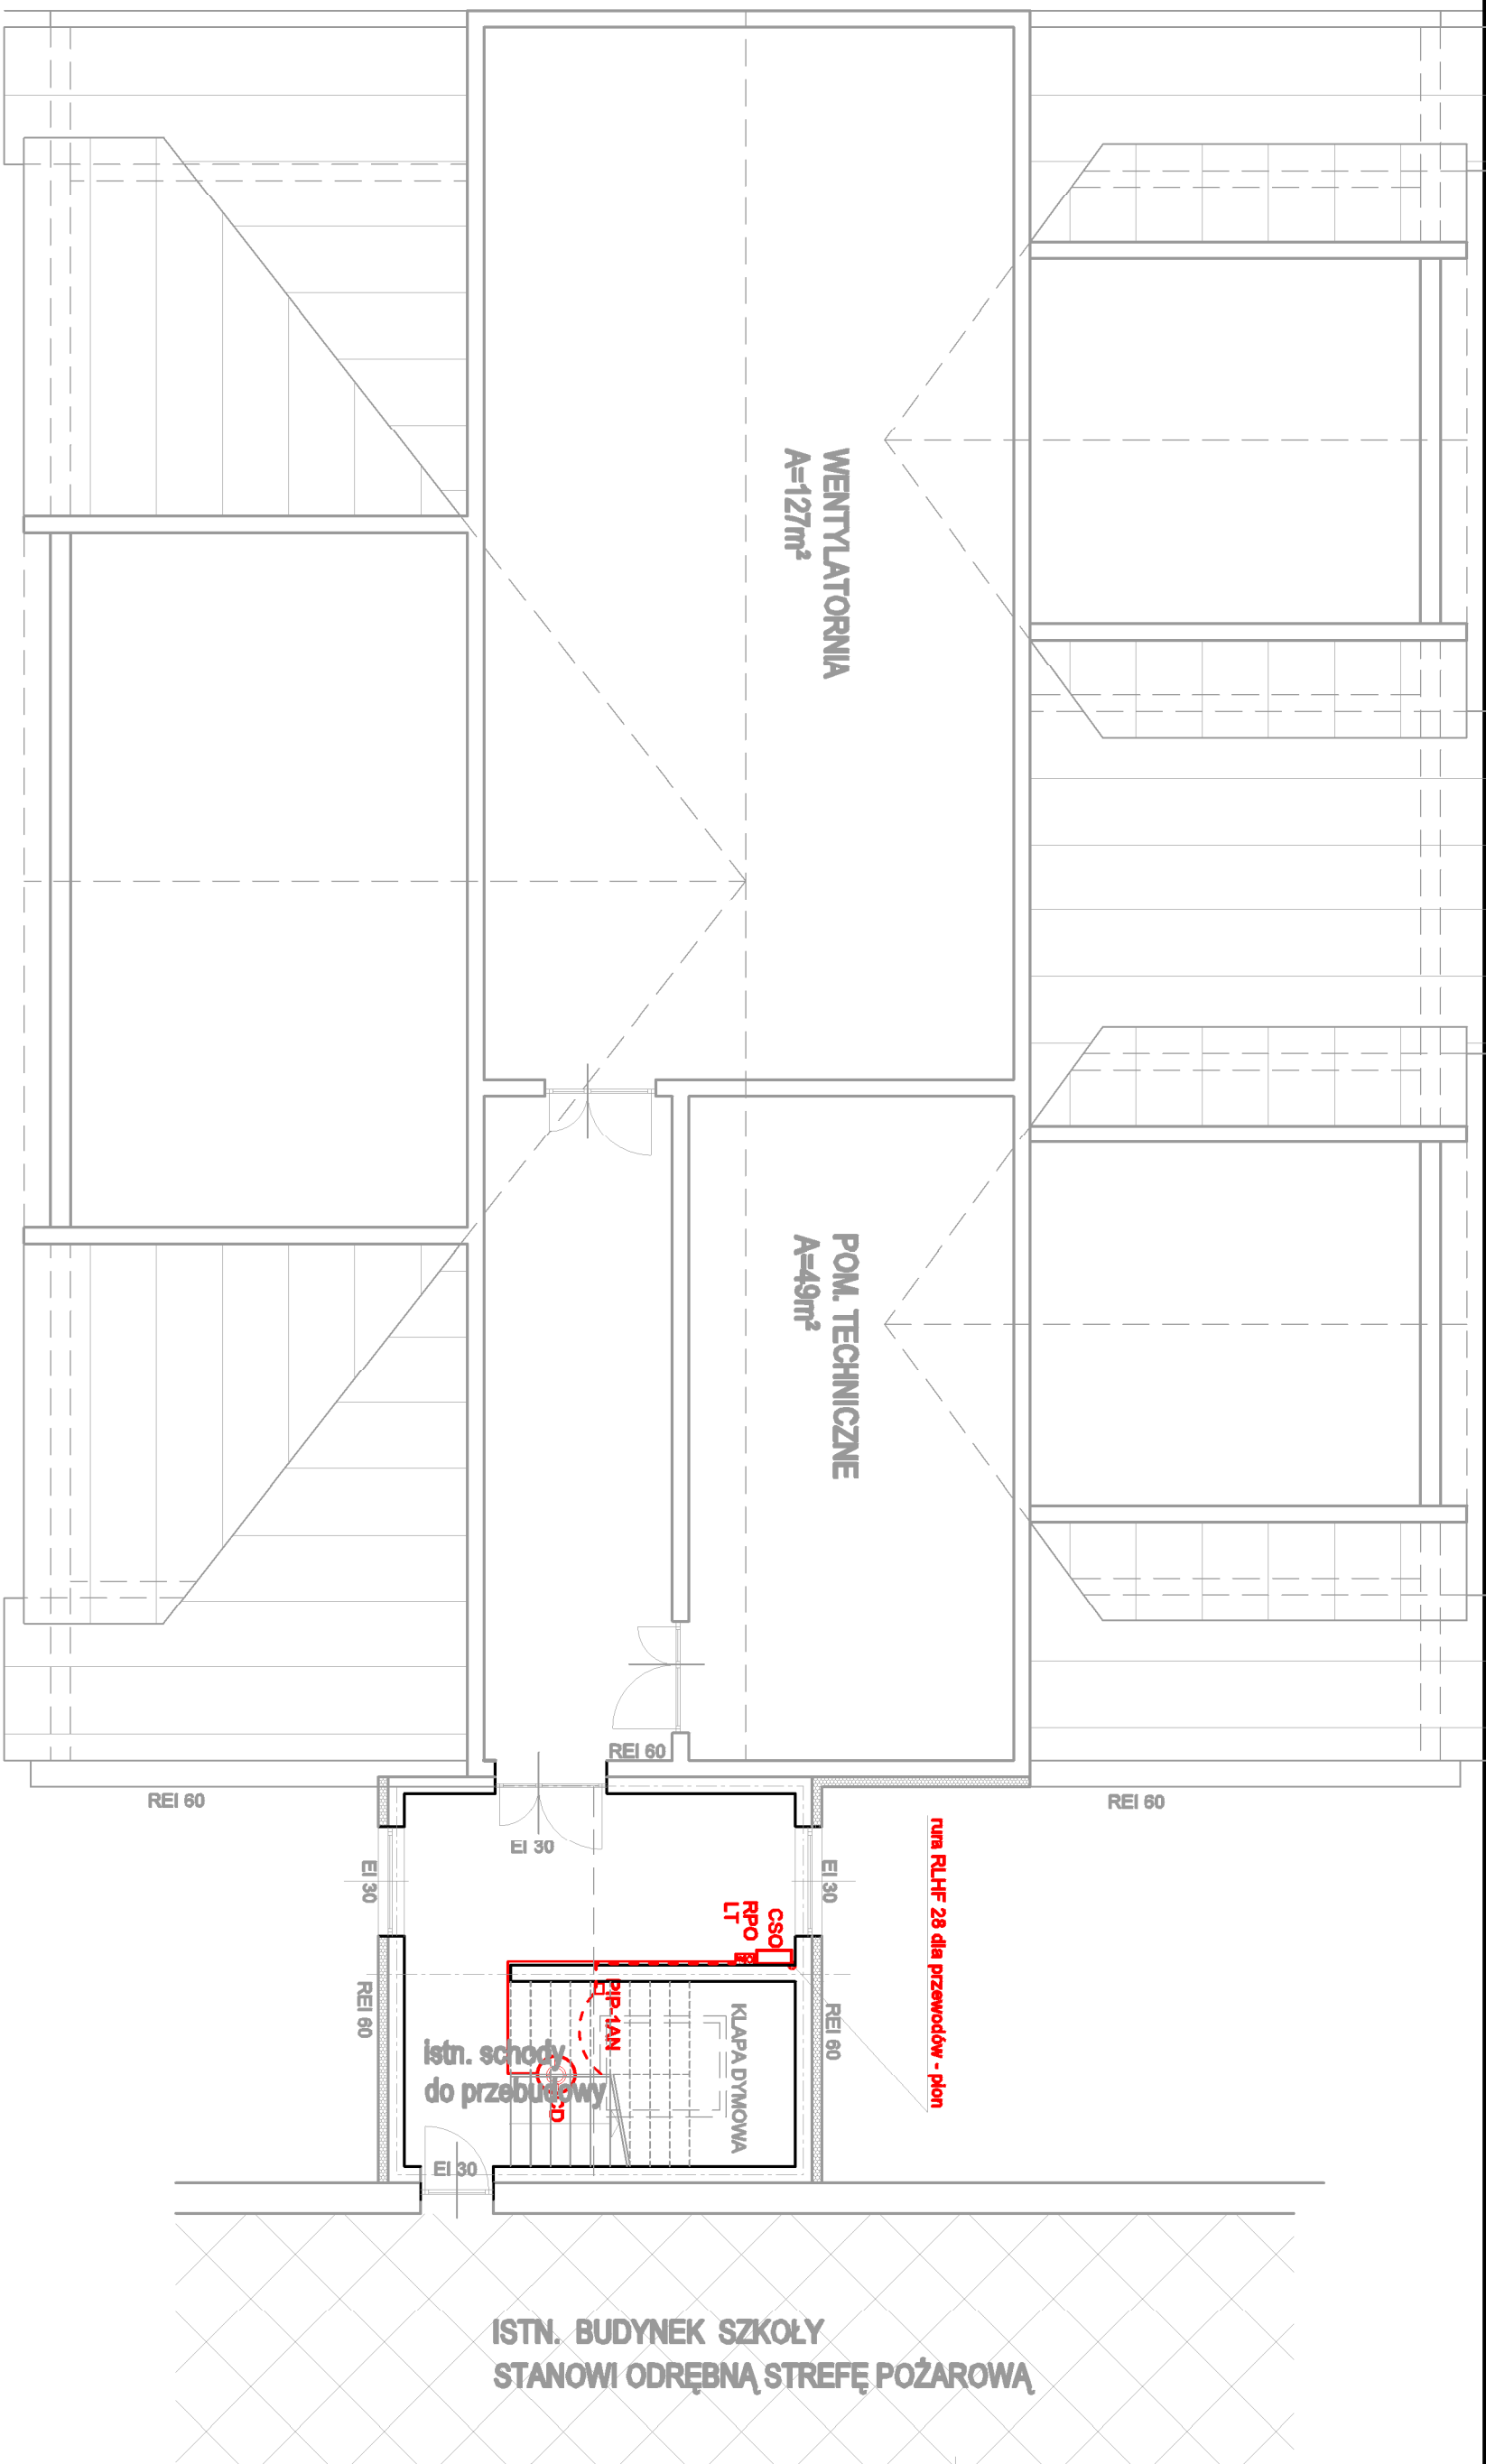 WENTYLATORNIA
A=127m²
POM. TECHNICZNE
A=49m²
REI 60
REI 60
REI 60
EI 30
EI 30
EI 30
rura RLHF 28 dla przewodów - pion
CSO
RPO
LT
REI 60
REI 60
KLAPA DYMOWA
PIP 1AN
istn. schody
do przebudowy
EI 30
ISTN. BUDYNEK SZKOŁY
STANOWI ODRĘBNĄ STREFĘ POŻAROWĄ